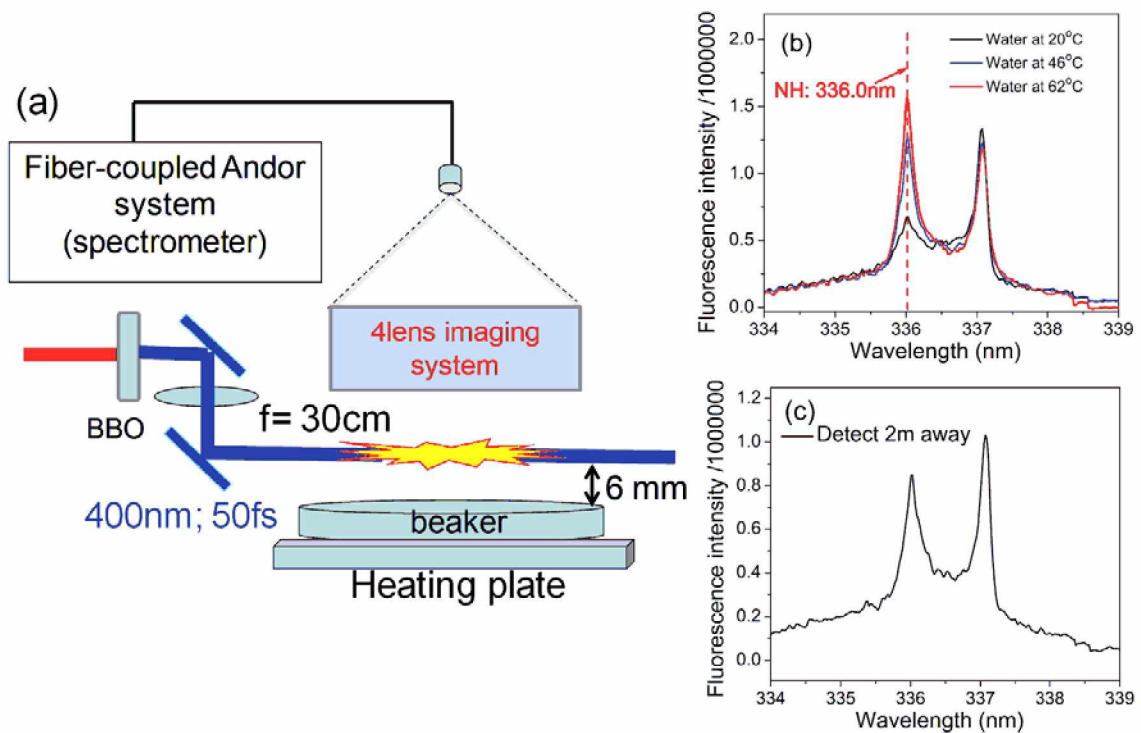 (a)
Fiber-coupled Andor
system
(spectrometer)
4lens imaging
system
BBO
f= 30cm
6 mm
400nm; 50fs
beaker
Heating plate
(b)
Water at 20°C
Water at 46°C
Water at 62°C
NH: 336.0nm
Fluorescence intensity /1000000
2.0
1.5
1.0
0.5
0.0
334 335 336 337 338 339
Wavelength (nm)
(c)
Detect 2m away
Fluorescence intensity /1000000
1.2
1.0
0.8
0.6
0.4
0.2
0.0
334 335 336 337 338 339
Wavelength (nm)